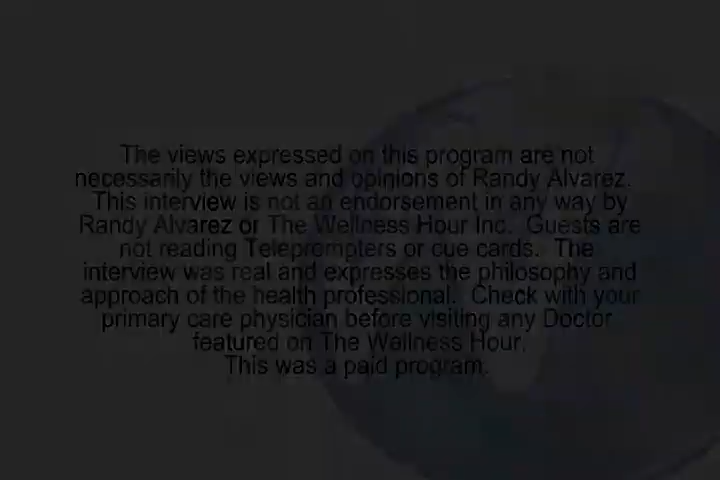 The views expressed on this program are not
necessarily the views and opinions of Randy Alvarez.
This interview is not an endorsement in any way by
Randy Alvarez or The Wellness Hour Inc.  Guests are
not reading Teleprompters or cue cards.  The
interview was real and expresses the philosophy and
approach of the health professional.  Check with your
primary care physician before visiting any Doctor
featured on The Wellness Hour.
This was a paid program.